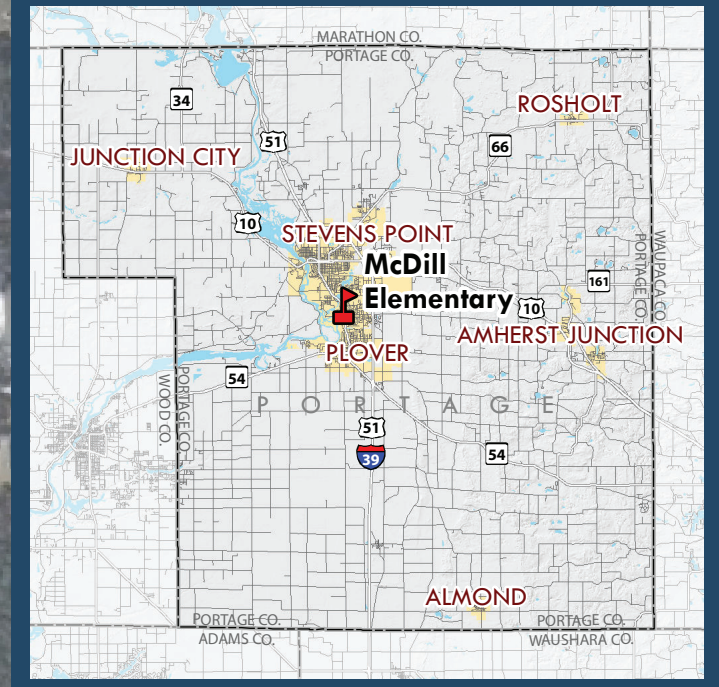 MARATHON CO.
PORTAGE CO.
34
ROSHOLT
51
66
JUNCTION CITY
10
STEVENS POINT
WAUPACA CO.
PORTAGE CO.
McDill
Elementary
161
10
AMHERST JUNCTION
PLOVER
54
PORTAGE CO.
WOOD CO.
PORTAGE
51
39
54
ALMOND
PORTAGE CO.
ADAMS CO.
PORTAGE CO.
WAUSHARA CO.